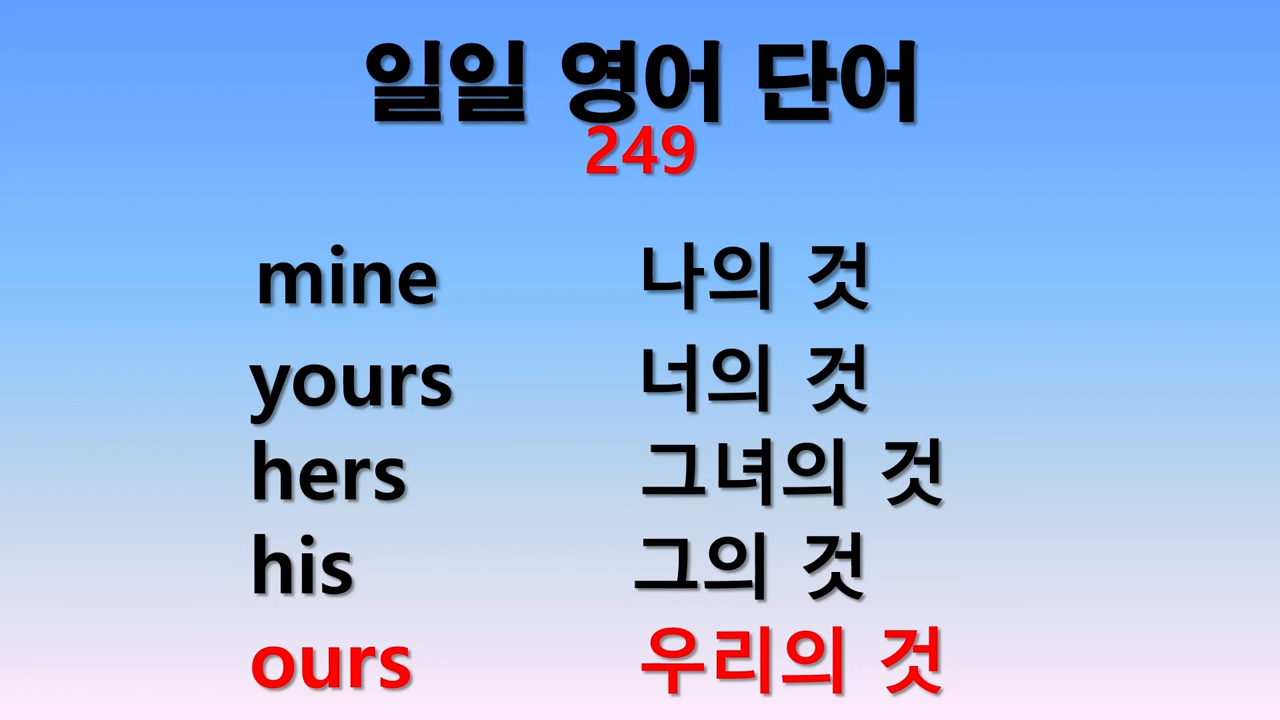 일일 영어 단어
249
mine 나의 것
yours 너의 것
hers 그녀의 것
his 그의 것
ours 우리의 것